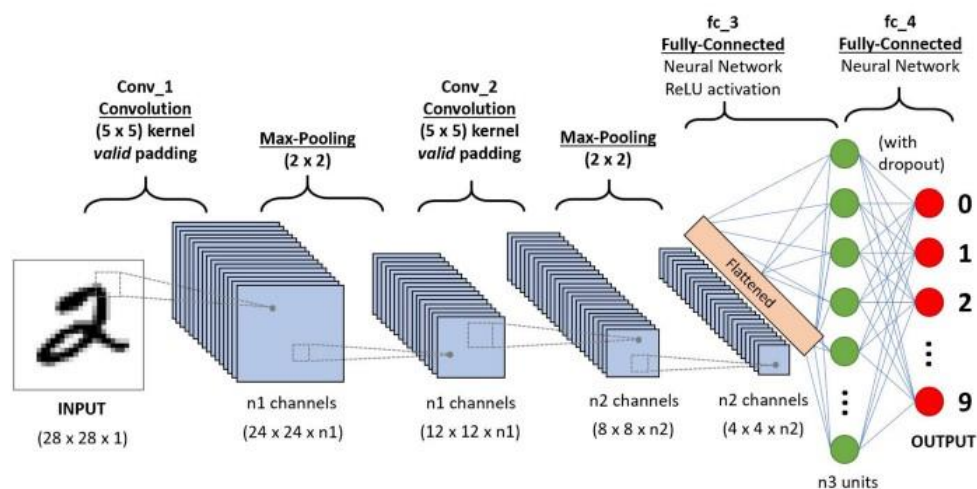 fc_3
Fully-Connected
Neural Network
ReLU activation
fc_4
Fully-Connected
Neural Network
Conv_1
Convolution
(5 x 5) kernel
valid padding
Max-Pooling
(2 x 2)
Conv_2
Convolution
(5 x 5) kernel
valid padding
Max-Pooling
(2 x 2)
(with
dropout)
2
Flattened
0
1
2
⋮
⋮
9
INPUT
(28 x 28 x 1)
n1 channels
(24 x 24 x n1)
n1 channels
(12 x 12 x n1)
n2 channels
(8 x 8 x n2)
n2 channels
(4 x 4 x n2)
OUTPUT
n3 units